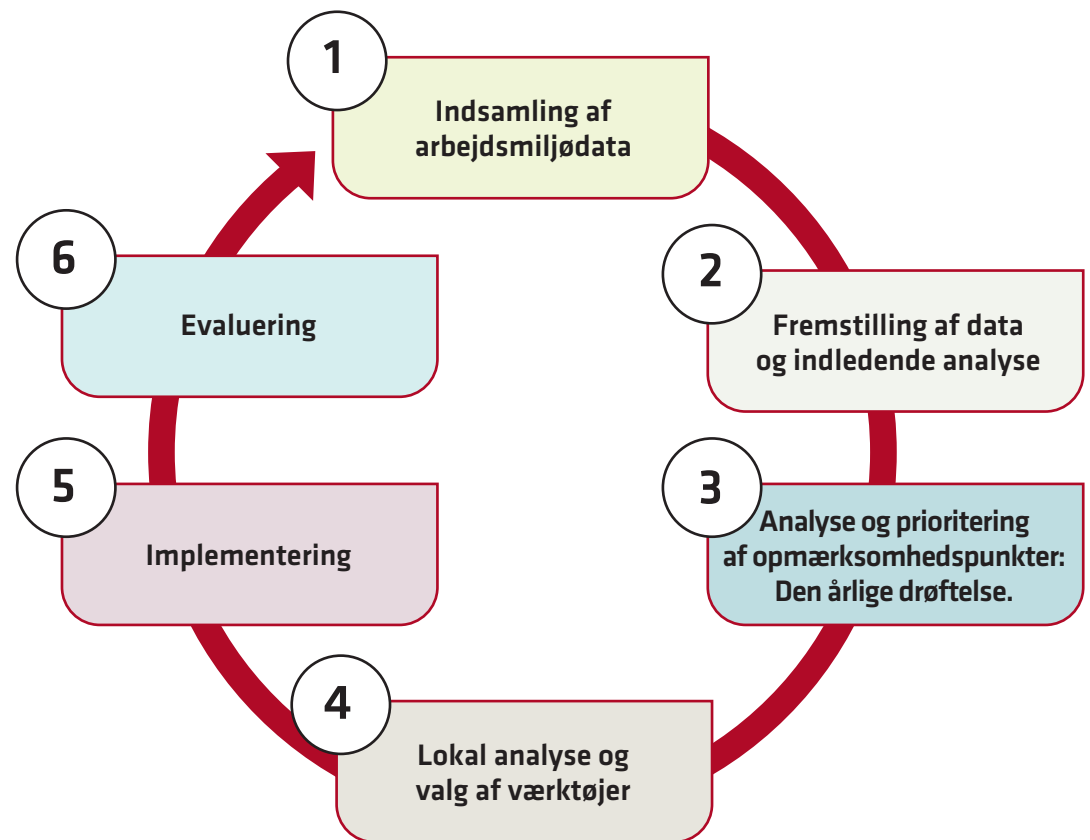 1
Indsamling af
arbejdsmiljødata
2
Fremstilling af data
og indledende analyse
3
Analyse og prioritering
af opmærksomhedspunkter:
Den årlige drøftelse.
4
Lokal analyse og
valg af værktøjer
5
Implementering
6
Evaluering